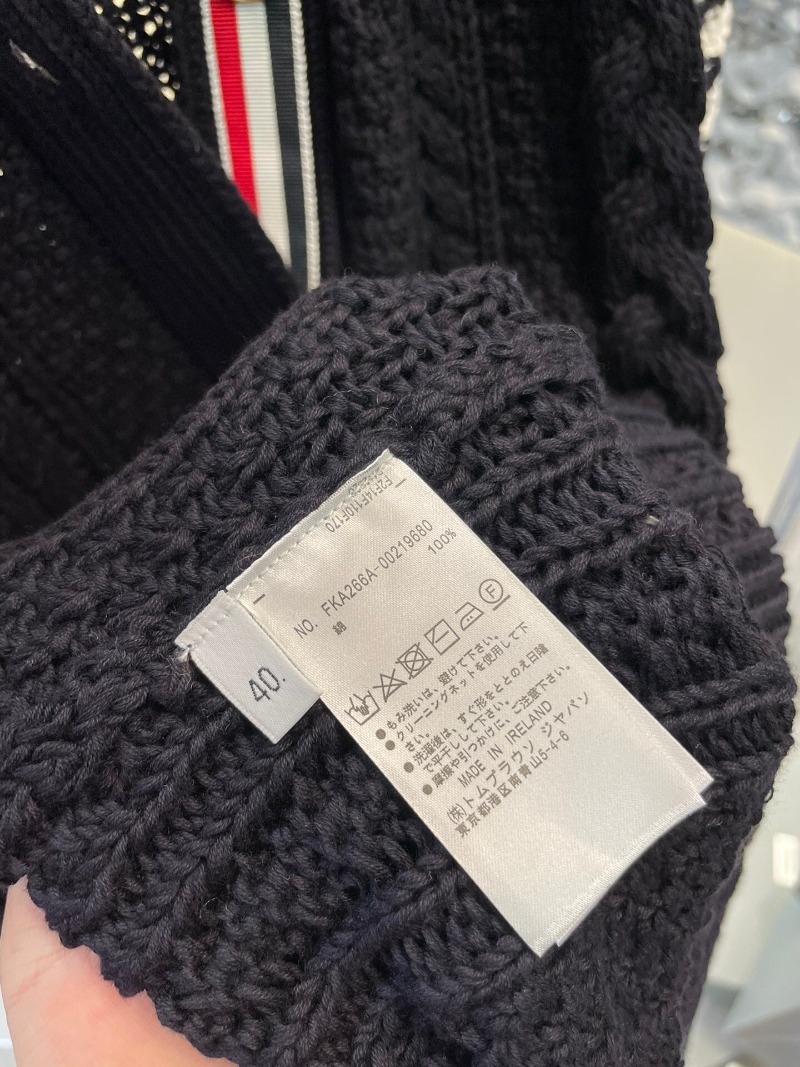 F2F14F110F170
NO. FKA266A-00219680
綿 100%
F
●もみ洗いは、避けて下さい。
●クリーニングネットを使用して下
さい。
●洗濯後は、すぐ形をととのえ日陰
で平干しして下さい。
●摩擦や引つかけに、ご注意下さい。
MADE IN IRELAND
㈱トムブラウン ジャパン
東京都港区南青山5-4-6
40.